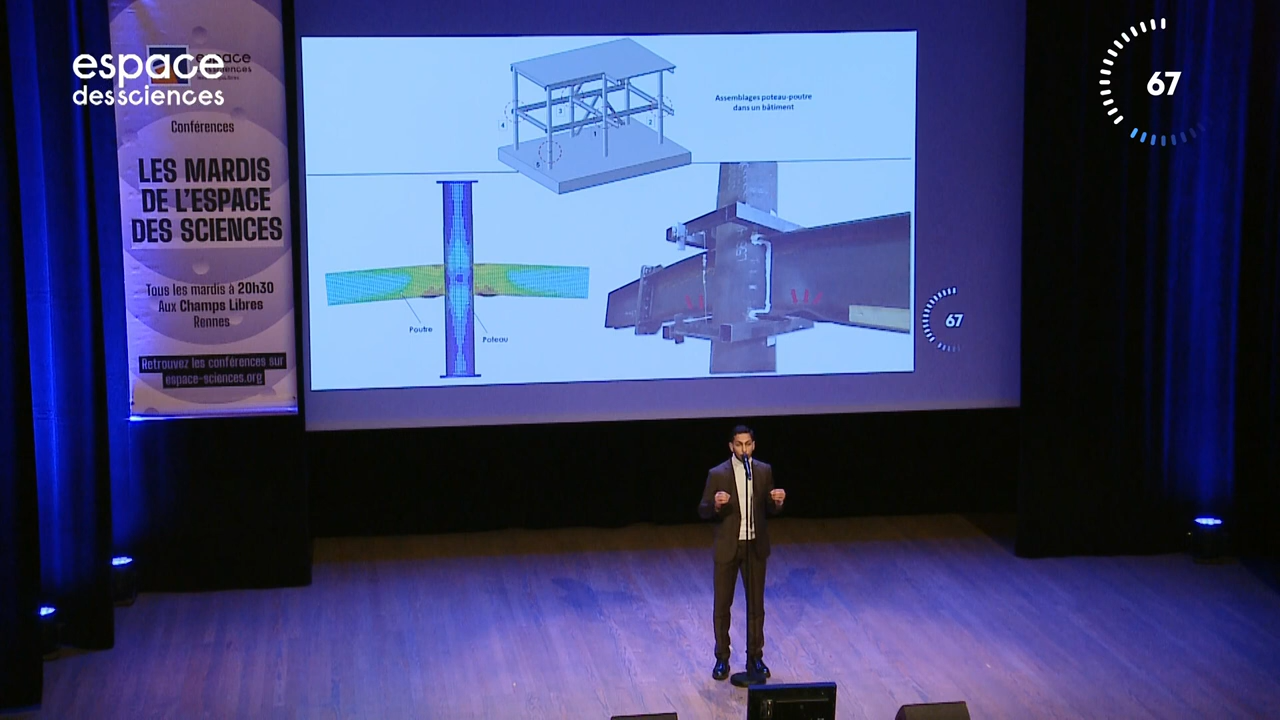 espace
des sciences
Conférences
LES MARDIS
DE L'ESPACE
DES SCIENCES
Tous les mardis à 20h30
Aux Champs Libres
Rennes
Retrouvez les conférences sur
espace-sciences.org
Assemblages poteau-poutre
dans un bâtiment
Poutre
Poteau
67
67